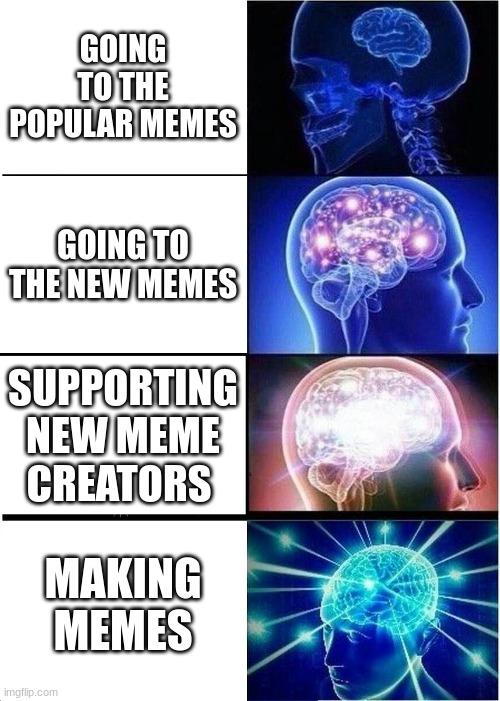 GOING
TO THE
POPULAR MEMES
GOING TO
THE NEW MEMES
SUPPORTING
NEW MEME
CREATORS
MAKING
MEMES
imgflip.com